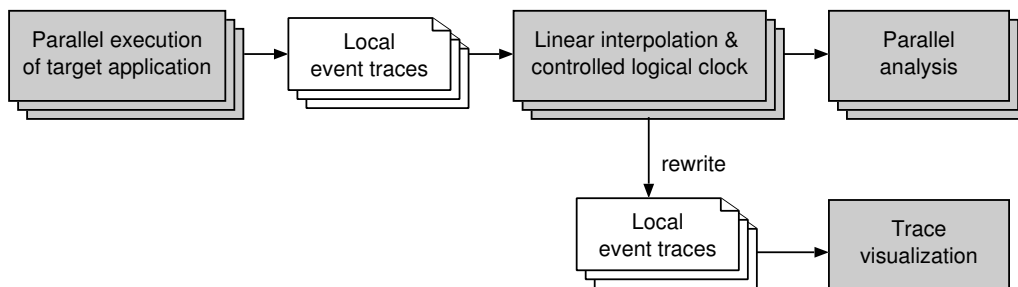 Parallel execution
of target application
Local
event traces
Linear interpolation &
controlled logical clock
Parallel
analysis
rewrite
Local
event traces
Trace
visualization